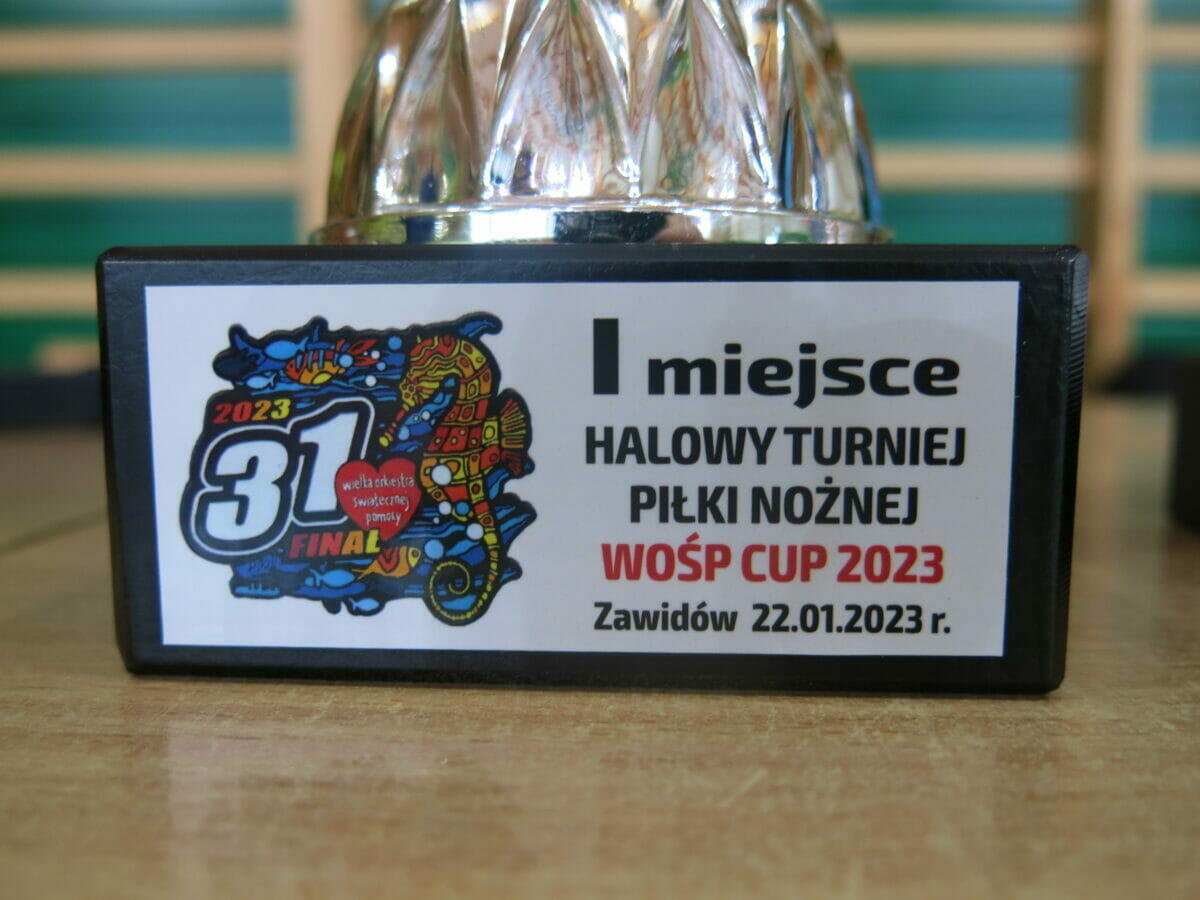 2023
31
wielka orkiestra
świątecznej
pomocy
FINAŁ
I miejsce
HALOWY TURNIEJ
PIŁKI NOŻNEJ
WOŚP CUP 2023
Zawidów 22.01.2023 r.